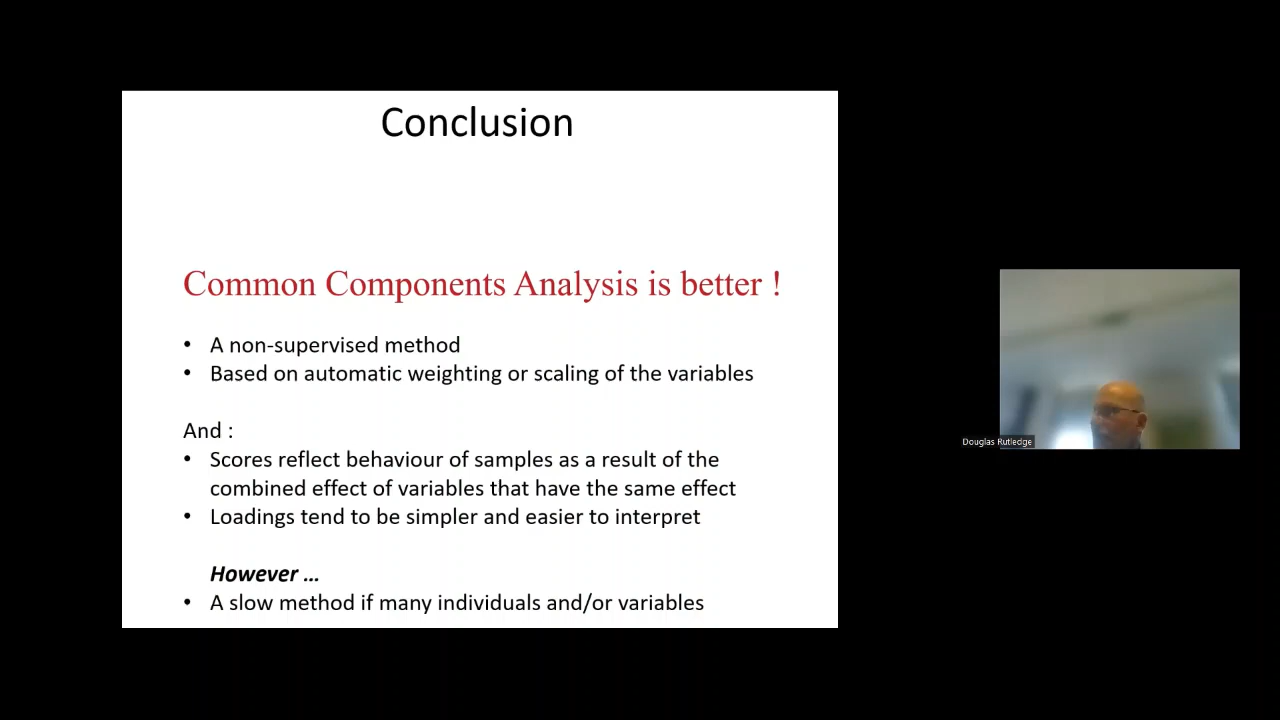 Conclusion
Common Components Analysis is better !
• A non-supervised method
• Based on automatic weighting or scaling of the variables
And :
• Scores reflect behaviour of samples as a result of the
combined effect of variables that have the same effect
• Loadings tend to be simpler and easier to interpret
However ...
• A slow method if many individuals and/or variables
Douglas Rutledge